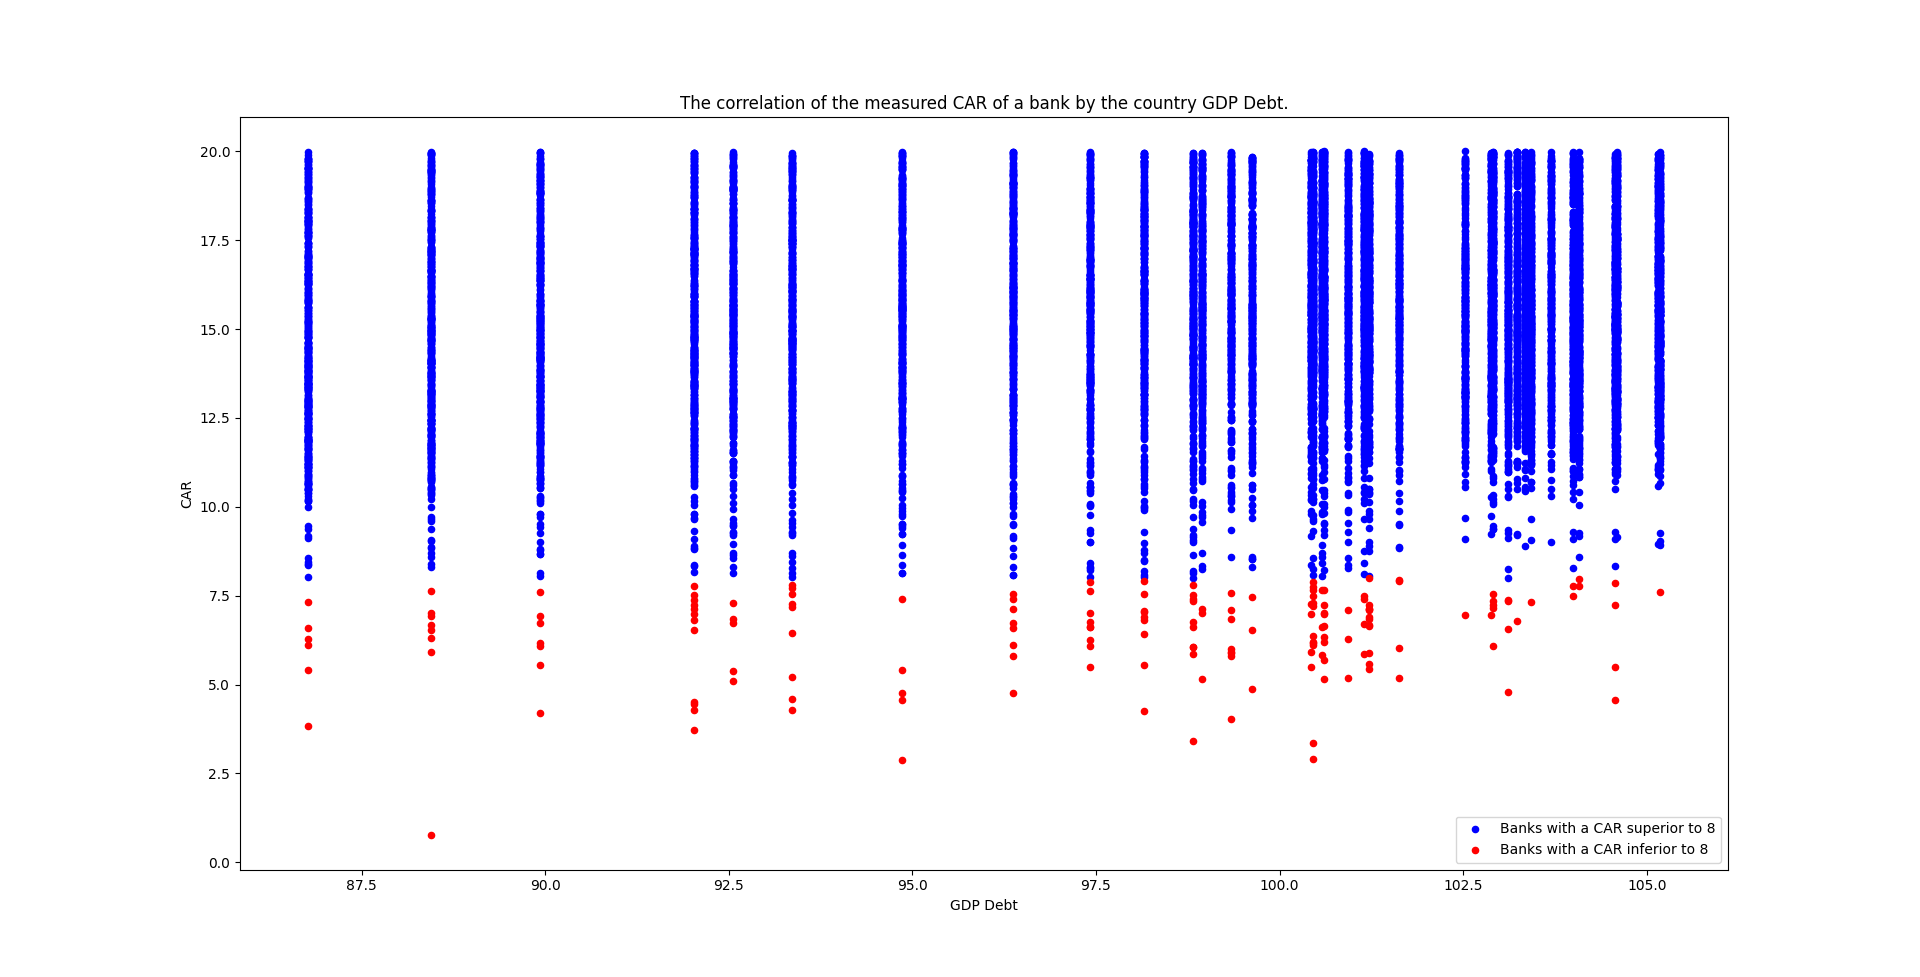 The correlation of the measured CAR of a bank by the country GDP Debt.
20.0
17.5
15.0
12.5
10.0
7.5
5.0
2.5
0.0
CAR
Banks with a CAR superior to 8
Banks with a CAR inferior to 8
87.5 90.0 92.5 95.0 97.5 100.0 102.5 105.0
GDP Debt